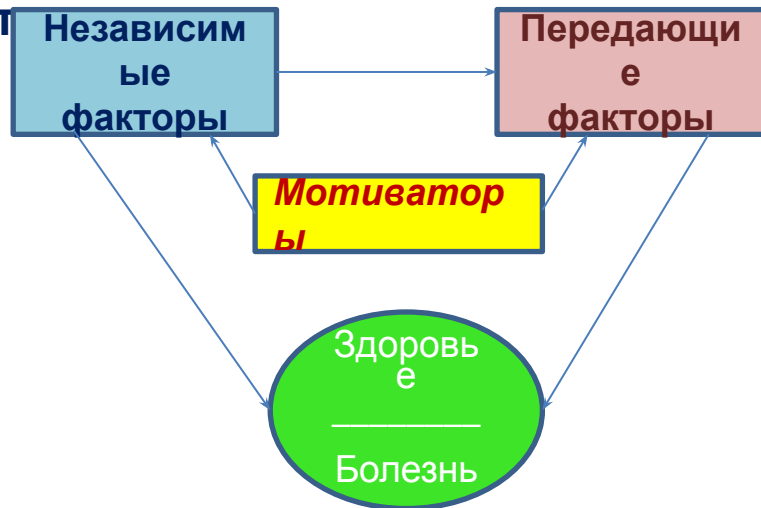 Независим
ые
факторы
Передающи
е
факторы
Мотиватор
ы
Здоровь
е
________
Болезнь